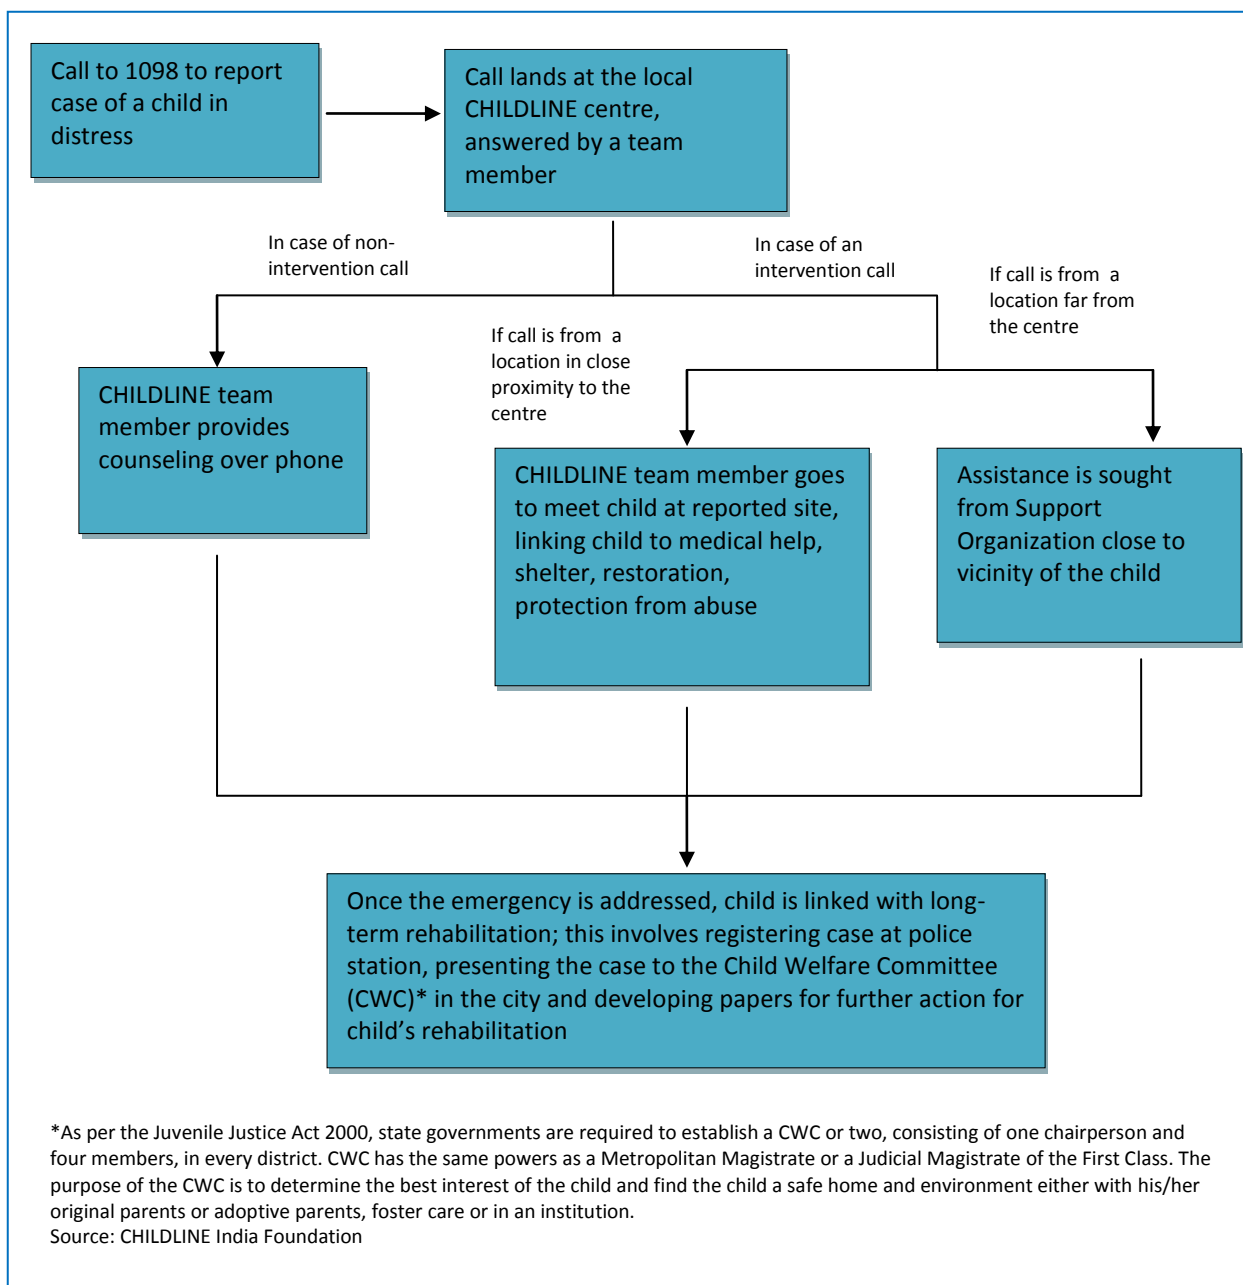 Call to 1098 to report
case of a child in
distress
Call lands at the local
CHILDLINE centre,
answered by a team
member
In case of non-
intervention call
In case of an
intervention call
If call is from  a
location far from
the centre
If call is from  a
location in close
proximity to the
centre
CHILDLINE team
member provides
counseling over phone
CHILDLINE team member goes
to meet child at reported site,
linking child to medical help,
shelter, restoration,
protection from abuse
Assistance is sought
from Support
Organization close to
vicinity of the child
Once the emergency is addressed, child is linked with long-
term rehabilitation; this involves registering case at police
station, presenting the case to the Child Welfare Committee
(CWC)* in the city and developing papers for further action for
child’s rehabilitation
*As per the Juvenile Justice Act 2000, state governments are required to establish a CWC or two, consisting of one chairperson and
four members, in every district. CWC has the same powers as a Metropolitan Magistrate or a Judicial Magistrate of the First Class. The
purpose of the CWC is to determine the best interest of the child and find the child a safe home and environment either with his/her
original parents or adoptive parents, foster care or in an institution.
Source: CHILDLINE India Foundation